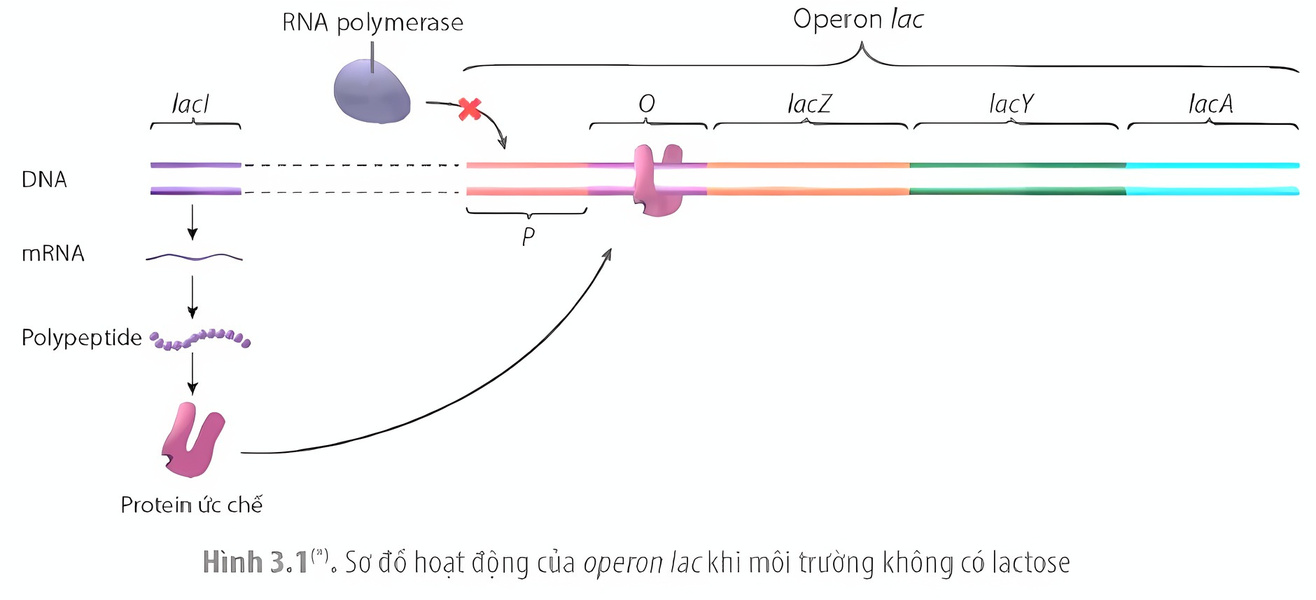 RNA polymerase
Operon lac
lacI
O
lacZ
lacY
lacA
DNA
P
mRNA
Polypeptide
Protein ức chế
Hình 3.1(*). Sơ đồ hoạt động của operon lac khi môi trường không có lactose